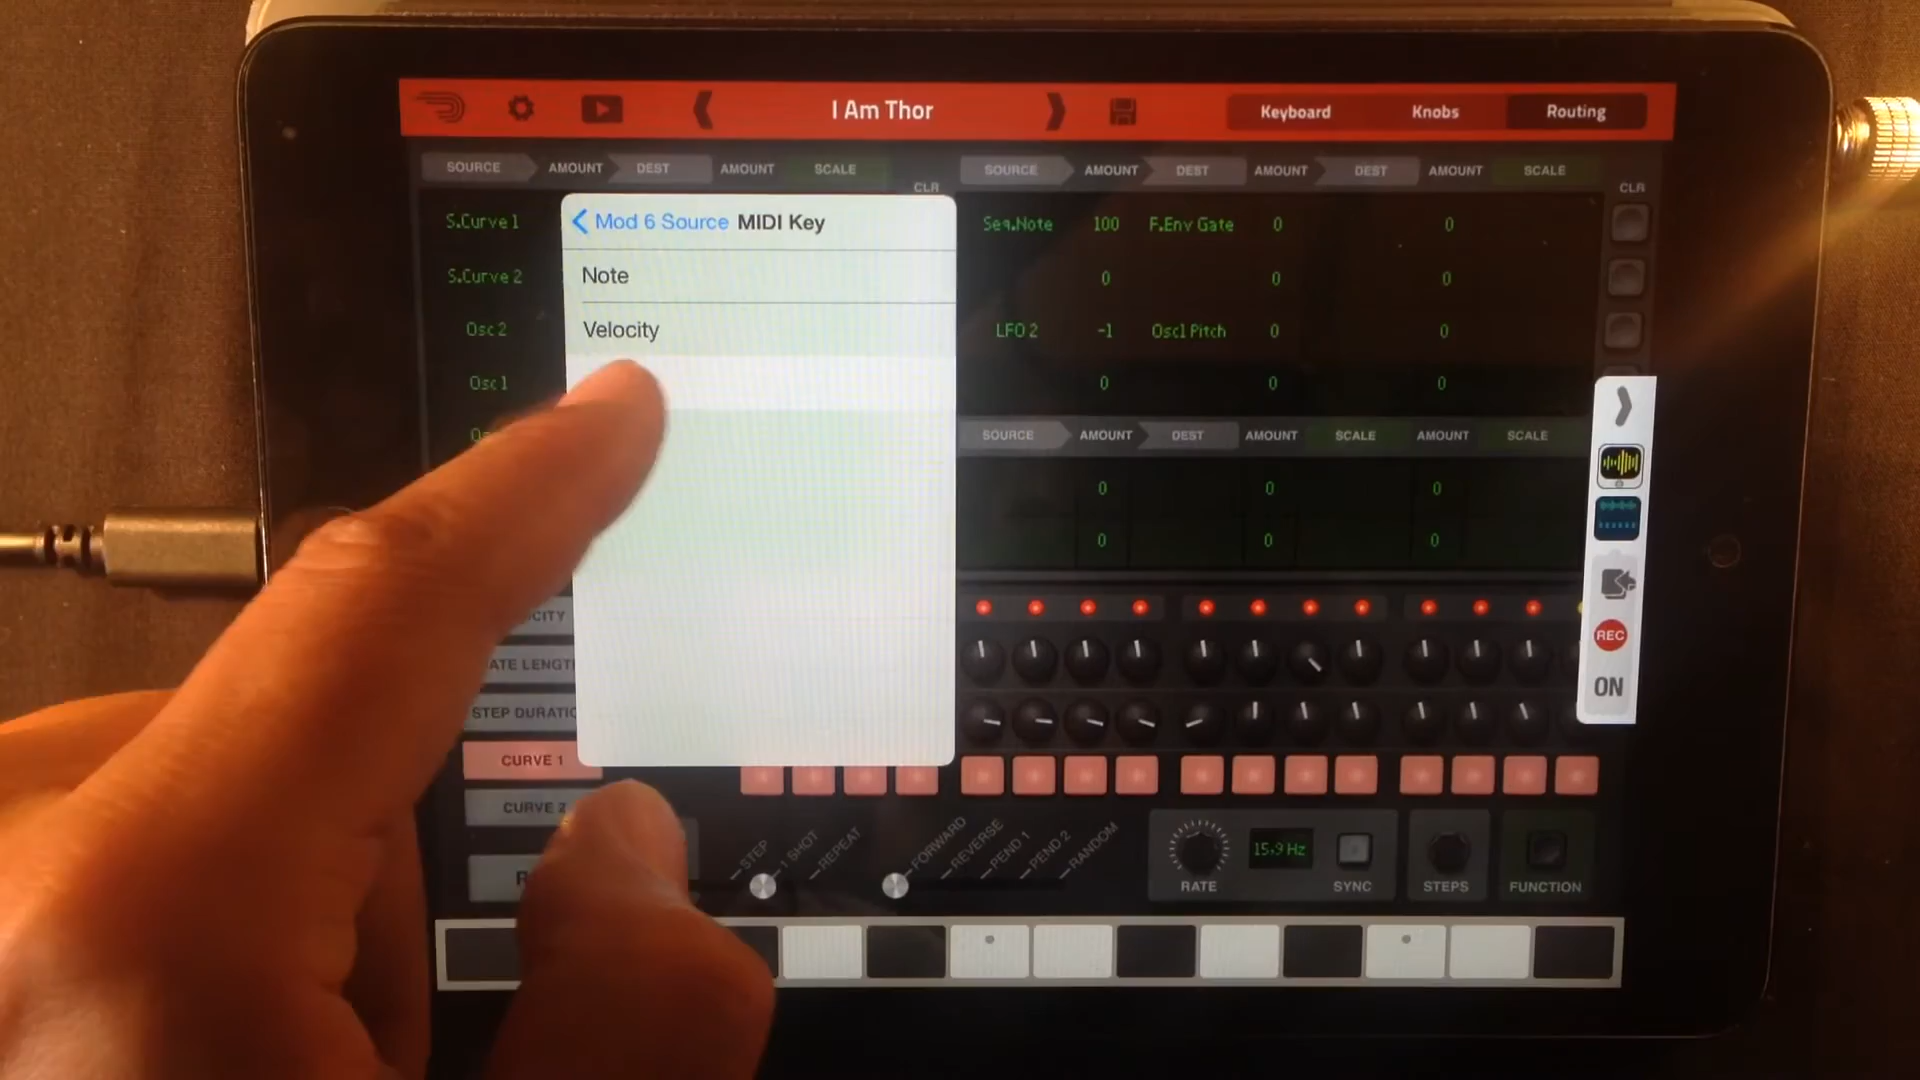 I Am Thor
Keyboard Knobs Routing
SOURCE AMOUNT DEST AMOUNT SCALE
CLR
SOURCE AMOUNT DEST AMOUNT DEST AMOUNT SCALE
CLR
S.Curve 1
S.Curve 2
Osc 2
Osc 1
Mod 6 Source MIDI Key
Note
Velocity
Seq.Note 100 F.Env Gate 0 0
0 0 0
LFO 2 -1 Osc1 Pitch 0 0
0 0 0
SOURCE AMOUNT DEST AMOUNT SCALE AMOUNT SCALE
0 0 0
0 0 0
REC
ON
CURVE 1
CURVE 2
STEP
1 SHOT
REPEAT
FORWARD
REVERSE
PEND 1
PEND 2
RANDOM
15.9 Hz
RATE SYNC STEPS FUNCTION